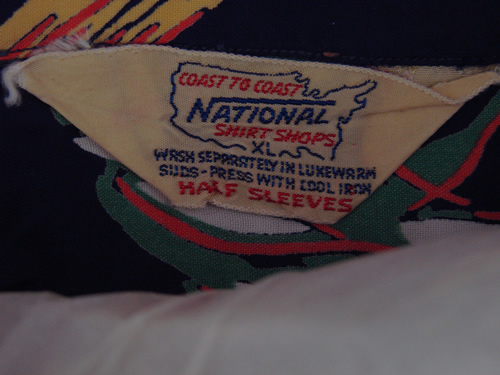 COAST TO COAST
NATIONAL
SHIRT SHOPS
XL
WASH SEPARATELY IN LUKEWARM
SUDS - PRESS WITH COOL IRON
HALF SLEEVES